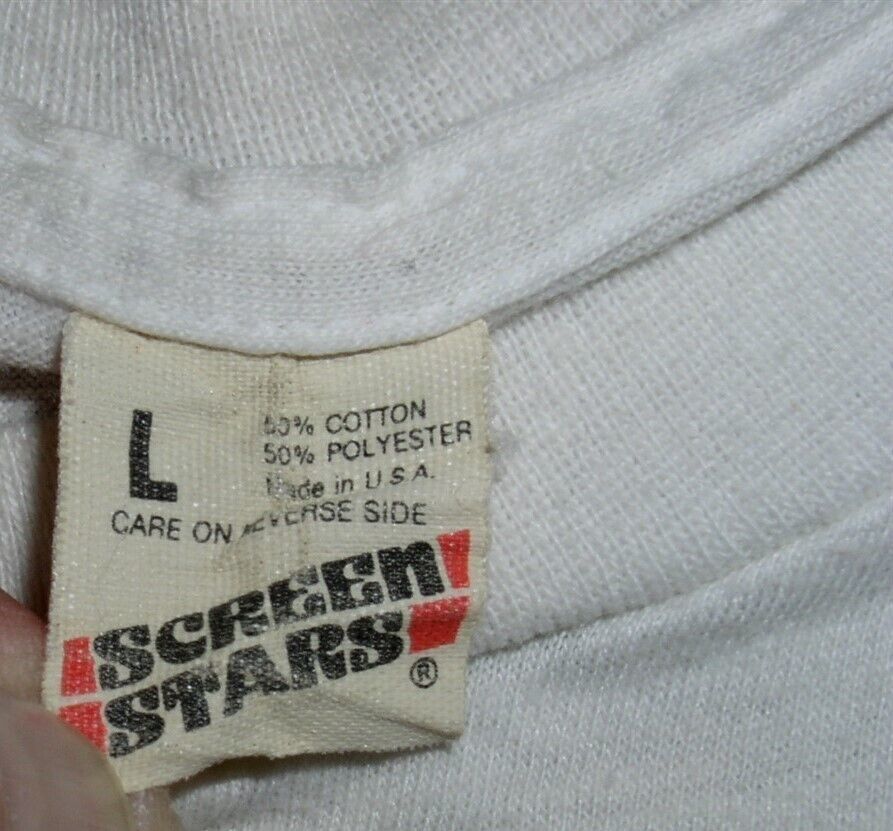 L
50% COTTON
50% POLYESTER
Made in U.S.A.
CARE ON REVERSE SIDE
SCREEN
STARS ®